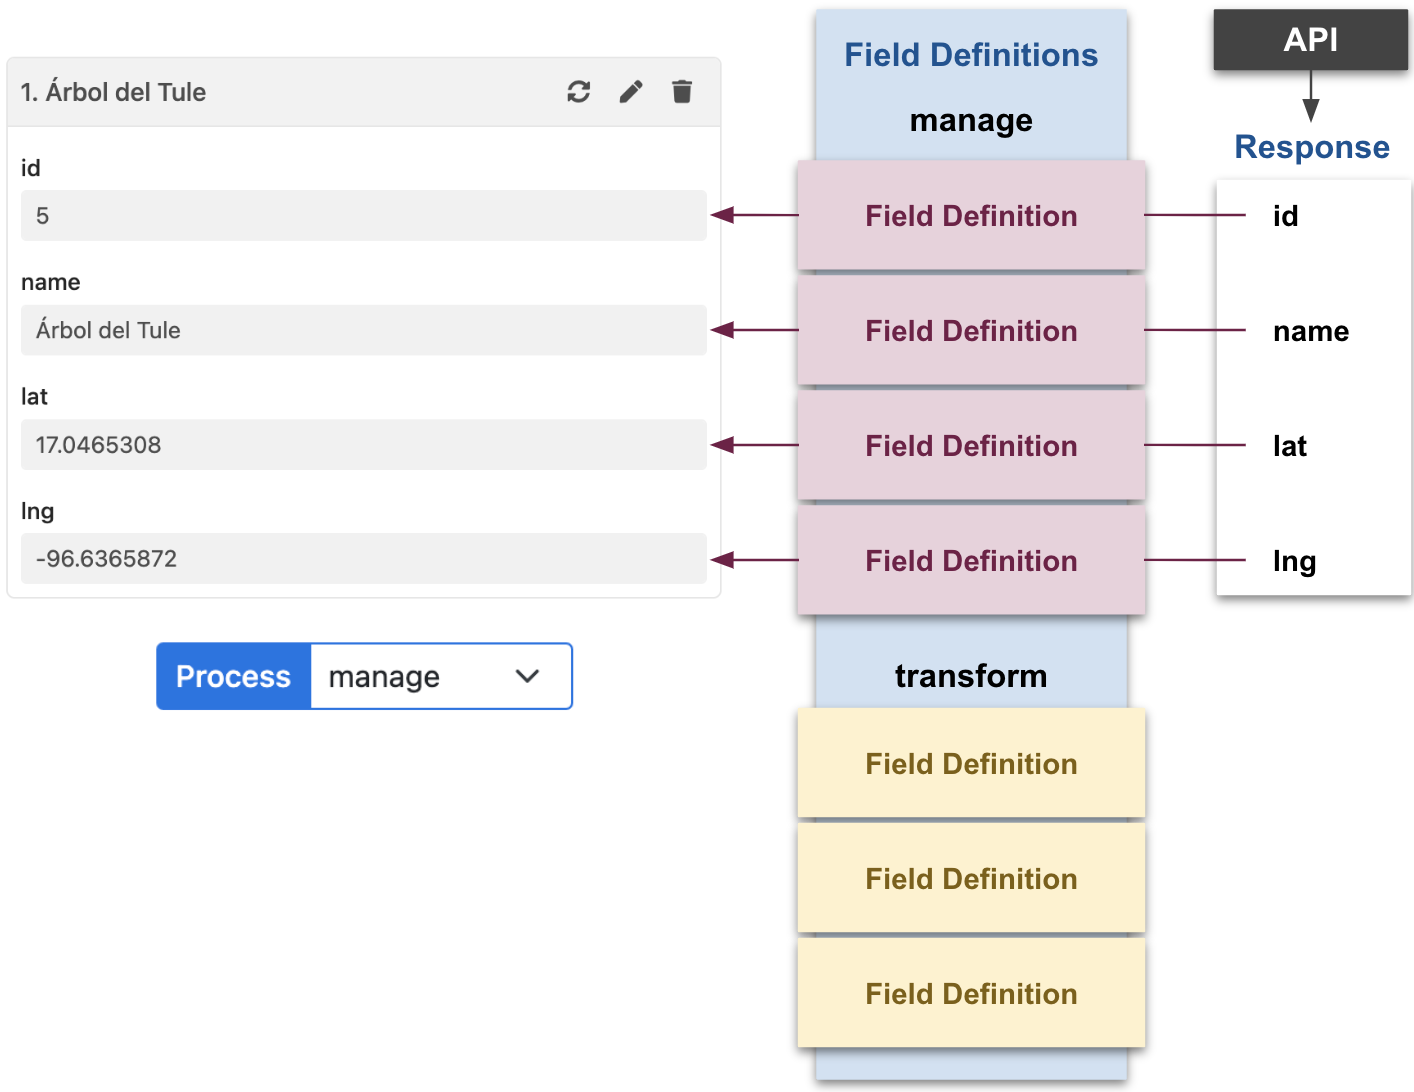 1. Árbol del Tule
id
5
name
Árbol del Tule
lat
17.0465308
lng
-96.6365872
Process
manage
Field Definitions
manage
Field Definition
Field Definition
Field Definition
Field Definition
transform
Field Definition
Field Definition
Field Definition
API
Response
id
name
lat
lng